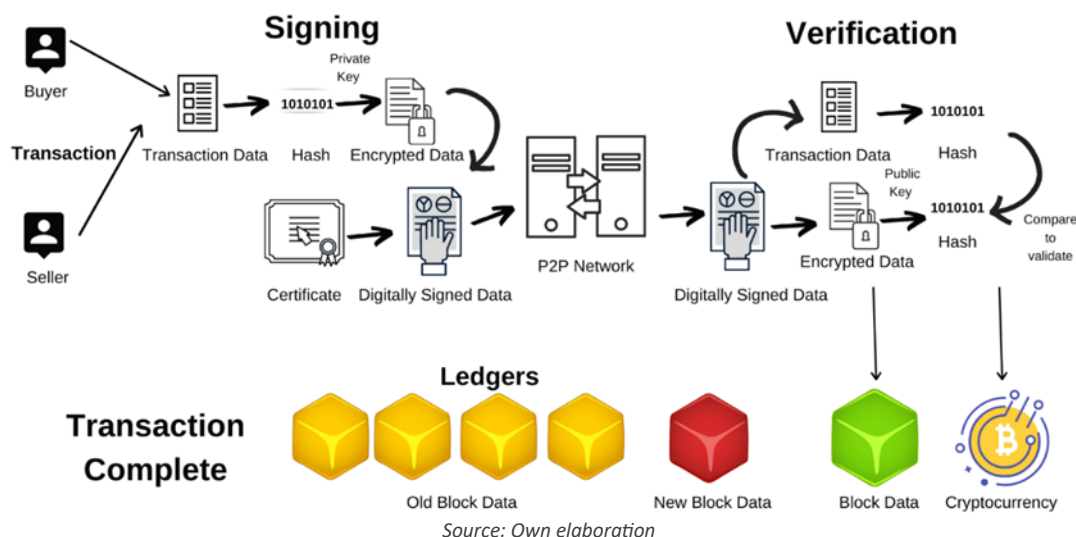 Signing
Verification
Buyer
Private
Key
1010101
1010101
Transaction
Transaction Data
Hash
Encrypted Data
Transaction Data
Hash
Public
Key
1010101
Hash
Compare
to
validate
Seller
P2P Network
Encrypted Data
Certificate
Digitally Signed Data
Digitally Signed Data
Ledgers
Transaction
Complete
Old Block Data
New Block Data
Block Data
Cryptocurrency
Source: Own elaboration